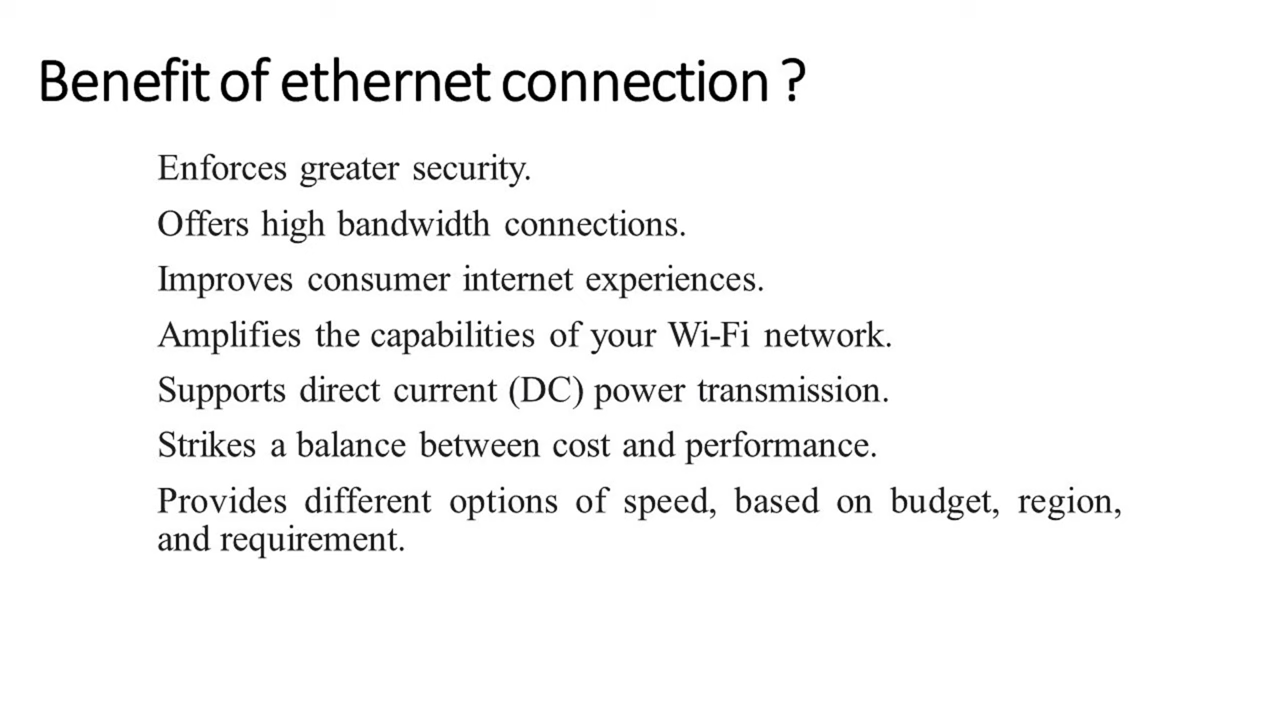 Benefit of ethernet connection ?
Enforces greater security.
Offers high bandwidth connections.
Improves consumer internet experiences.
Amplifies the capabilities of your Wi-Fi network.
Supports direct current (DC) power transmission.
Strikes a balance between cost and performance.
Provides different options of speed, based on budget, region,
and requirement.